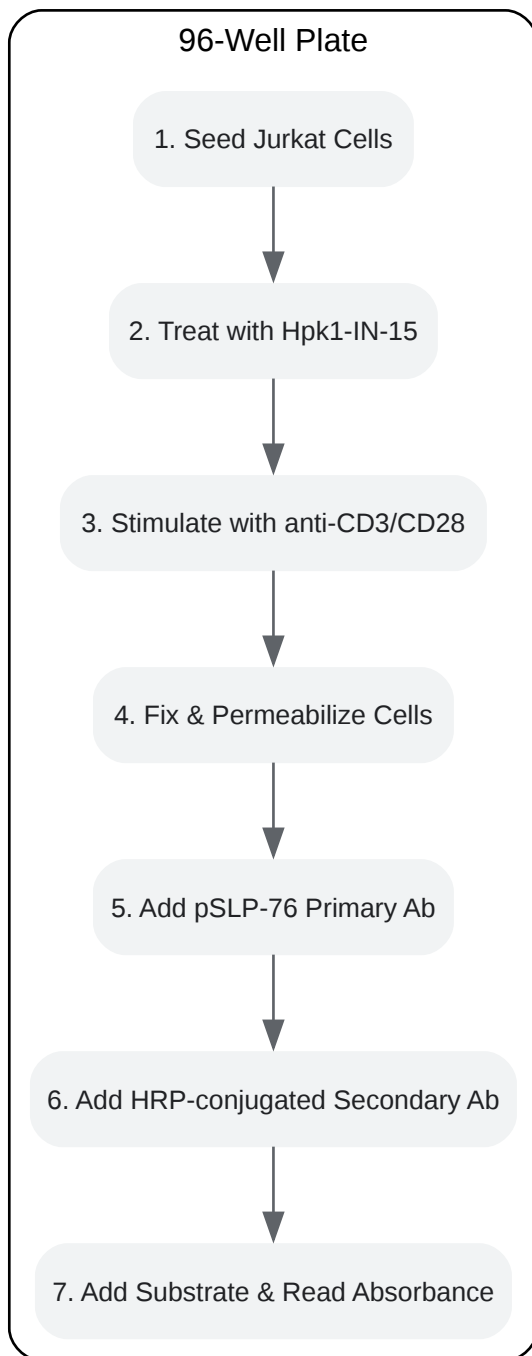 96-Well Plate
1. Seed Jurkat Cells
2. Treat with Hpk1-IN-15
3. Stimulate with anti-CD3/CD28
4. Fix & Permeabilize Cells
5. Add pSLP-76 Primary Ab
6. Add HRP-conjugated Secondary Ab
7. Add Substrate & Read Absorbance